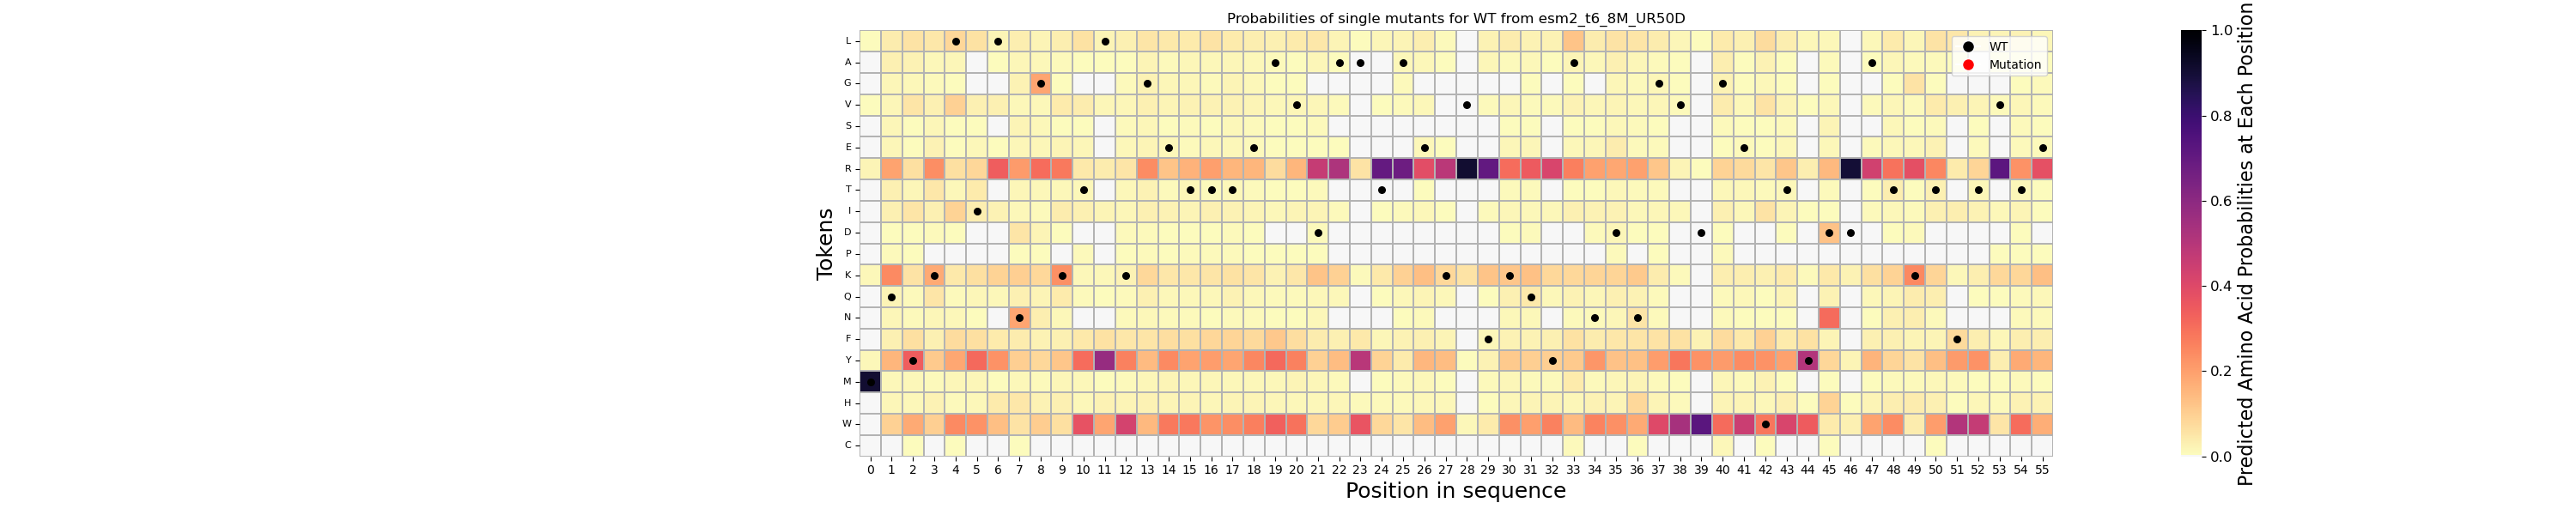 Probabilities of single mutants for WT from esm2_t6_8M_UR50D
L
A
G
V
S
E
R
T
I
D
P
K
Q
N
F
Y
M
H
W
C
Tokens
0 1 2 3 4 5 6 7 8 9 10 11 12 13 14 15 16 17 18 19 20 21 22 23 24 25 26 27 28 29 30 31 32 33 34 35 36 37 38 39 40 41 42 43 44 45 46 47 48 49 50 51 52 53 54 55
Position in sequence
WT
Mutation
1.0
0.8
0.6
0.4
0.2
0.0
Predicted Amino Acid Probabilities at Each Position